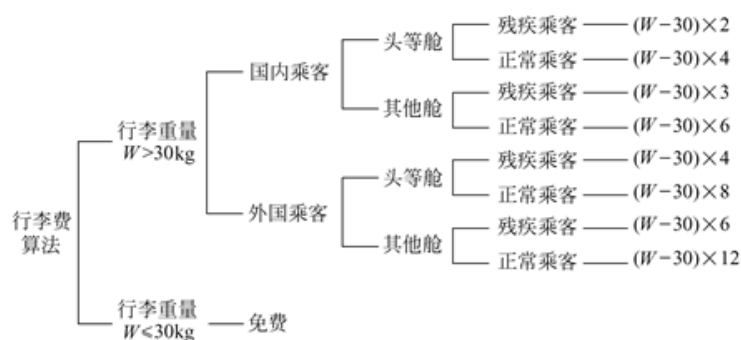 头等舱
残疾乘客
(W−30)×2
正常乘客
(W−30)×4
国内乘客
其他舱
残疾乘客
(W−30)×3
正常乘客
(W−30)×6
行李重量
W>30kg
头等舱
残疾乘客
(W−30)×4
正常乘客
(W−30)×8
外国乘客
其他舱
残疾乘客
(W−30)×6
正常乘客
(W−30)×12
行李费
算法
行李重量
W≤30kg
免费